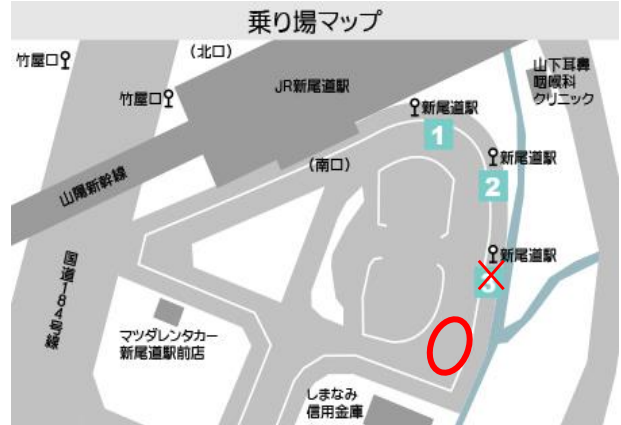 乗り場マップ
(北口)
竹屋口
竹屋口
JR新尾道駅
山下耳鼻
咽喉科
クリニック
新尾道駅
1
(南口)
新尾道駅
2
山陽新幹線
新尾道駅
3
国道184号線
マツダレンタカー
新尾道駅前店
しまなみ
信用金庫